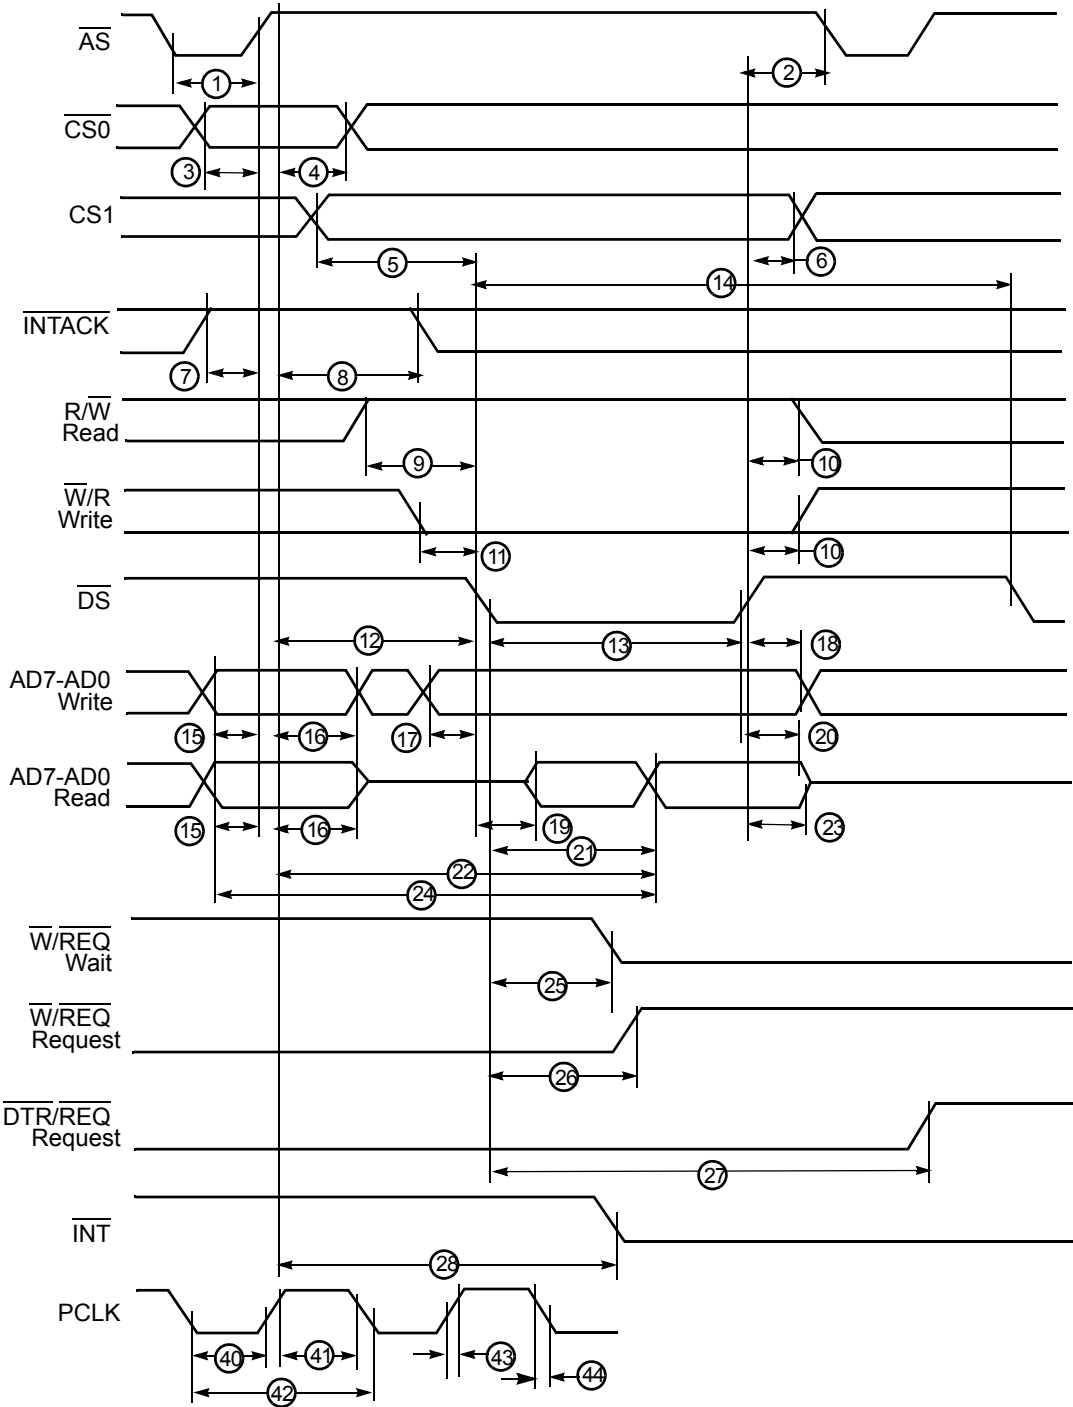 AS
1
2
CS0
3
4
CS1
5
6
14
INTACK
7
8
R/W
Read
9
10
W/R
Write
11
10
DS
12
13
18
AD7-AD0
Write
15
16
17
20
AD7-AD0
Read
15
16
19
23
21
22
24
W/REQ
Wait
25
W/REQ
Request
26
DTR/REQ
Request
27
INT
28
PCLK
40
41
43
44
42